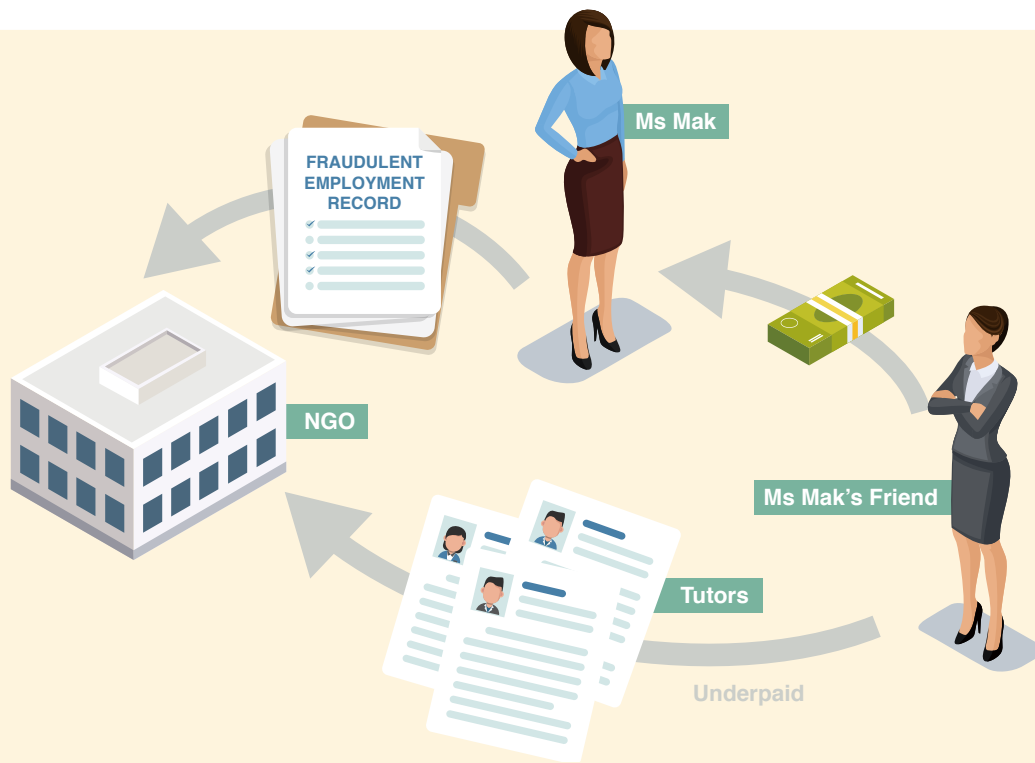 Ms Mak
FRAUDULENT
EMPLOYMENT
RECORD
NGO
Ms Mak's Friend
Tutors
Underpaid